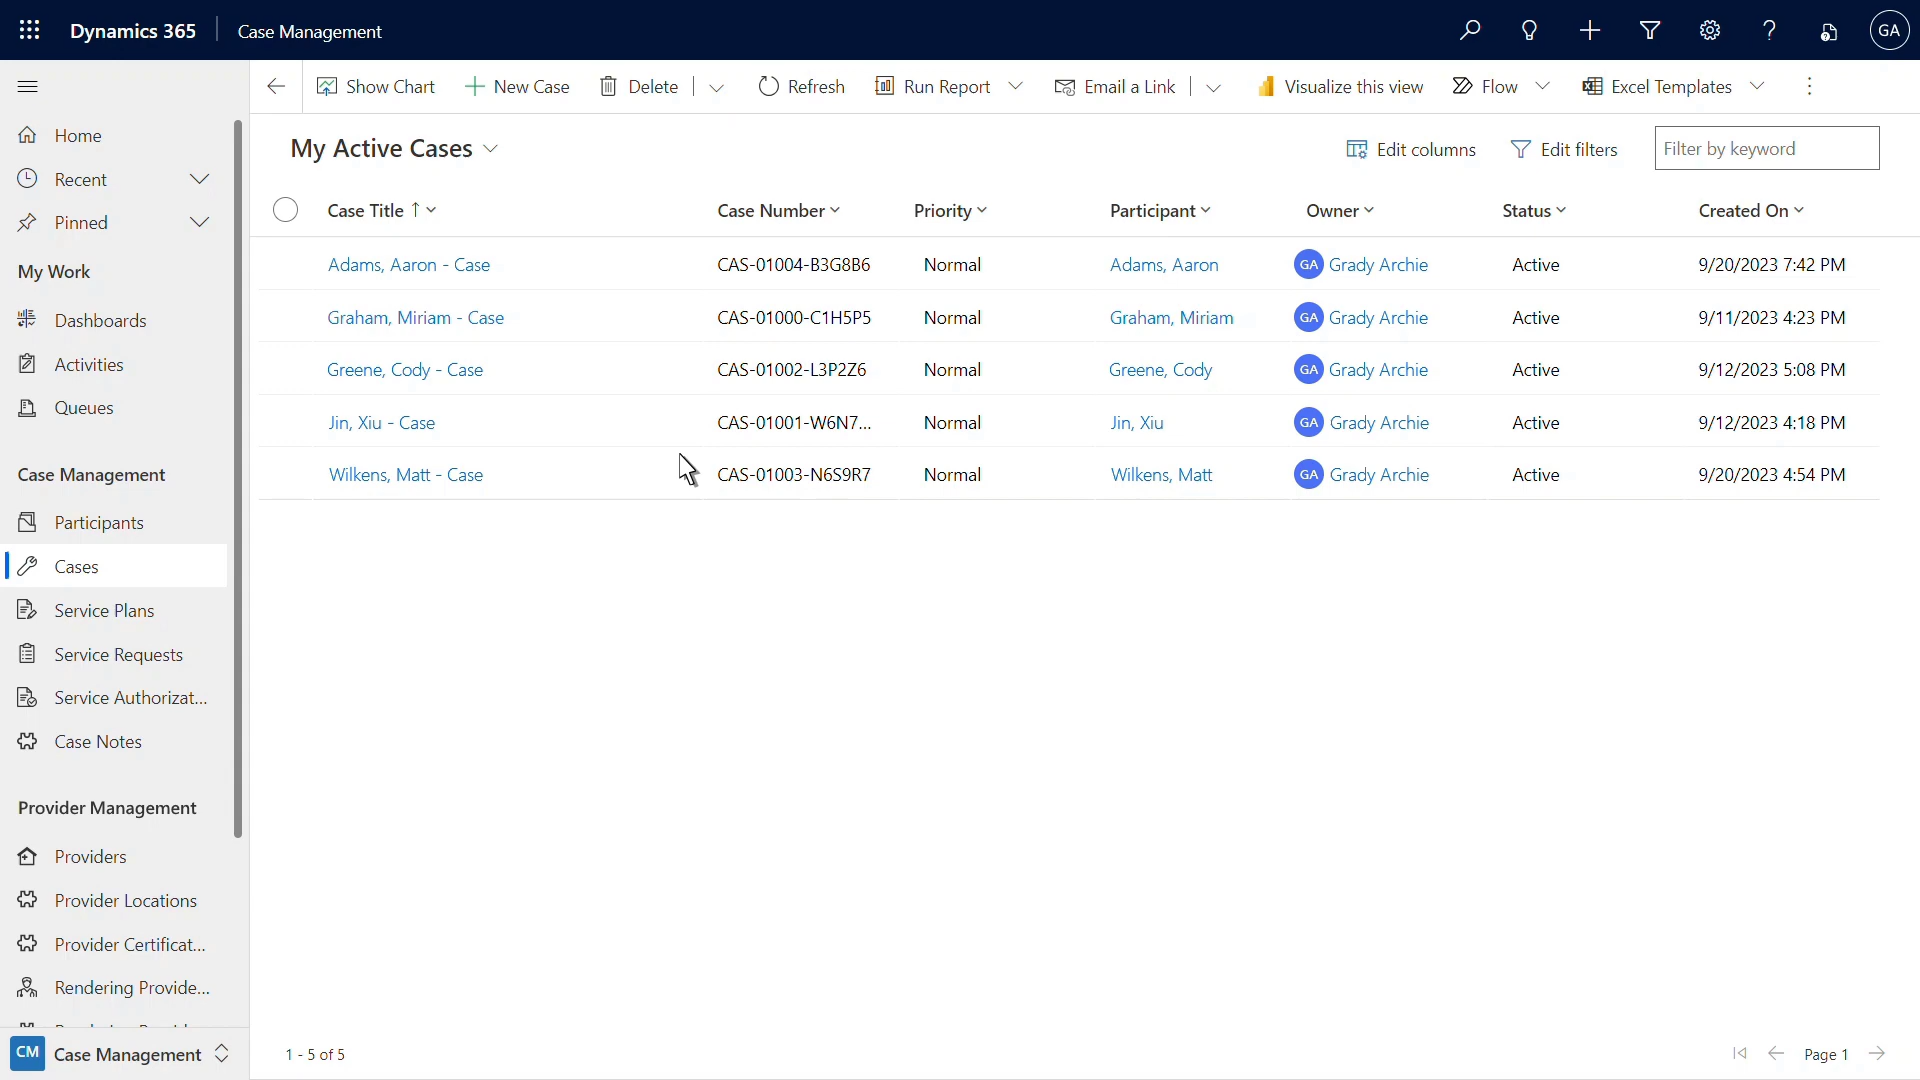 Dynamics 365 Case Management GA
Show Chart New Case Delete Refresh Run Report Email a Link Visualize this view Flow Excel Templates
Home
Recent
Pinned
My Work
Dashboards
Activities
Queues
Case Management
Participants
Cases
Service Plans
Service Requests
Service Authorizat...
Case Notes
Provider Management
Providers
Provider Locations
Provider Certificat...
Rendering Provide...
CM Case Management
My Active Cases Edit columns Edit filters Filter by keyword
Case Title Case Number Priority Participant Owner Status Created On
Adams, Aaron - Case CAS-01004-B3G8B6 Normal Adams, Aaron GA Grady Archie Active 9/20/2023 7:42 PM
Graham, Miriam - Case CAS-01000-C1H5P5 Normal Graham, Miriam GA Grady Archie Active 9/11/2023 4:23 PM
Greene, Cody - Case CAS-01002-L3P2Z6 Normal Greene, Cody GA Grady Archie Active 9/12/2023 5:08 PM
Jin, Xiu - Case CAS-01001-W6N7... Normal Jin, Xiu GA Grady Archie Active 9/12/2023 4:18 PM
Wilkens, Matt - Case CAS-01003-N6S9R7 Normal Wilkens, Matt GA Grady Archie Active 9/20/2023 4:54 PM
1 - 5 of 5 Page 1